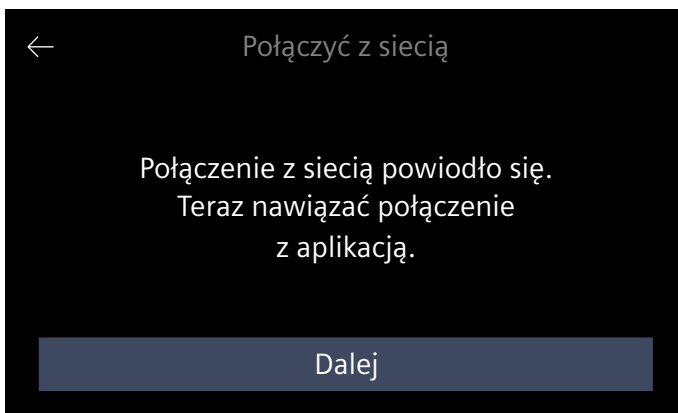 Połączyć z siecią
Połączenie z siecią powiodło się.
Teraz nawiązać połączenie
z aplikacją.
Dalej